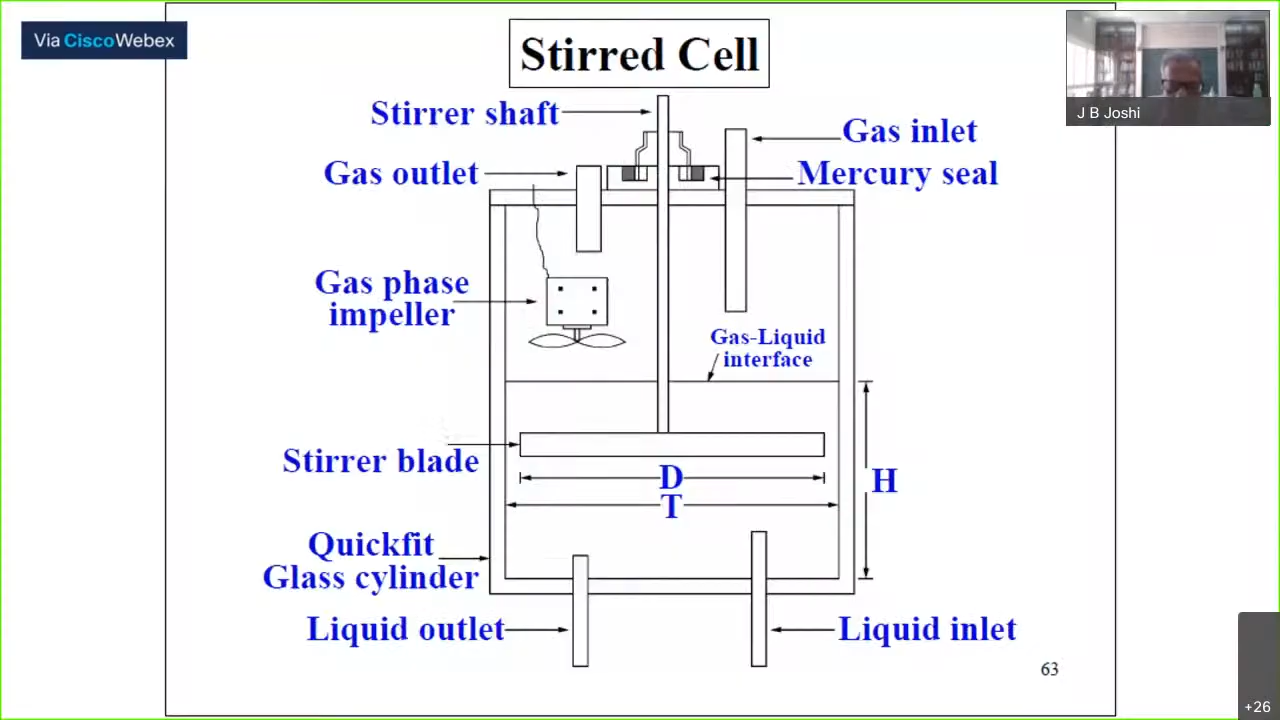 Via CiscoWebex
Stirred Cell
J B Joshi
Stirrer shaft
Gas inlet
Gas outlet
Mercury seal
Gas phase
impeller
Gas-Liquid
interface
Stirrer blade
D
T
H
Quickfit
Glass cylinder
Liquid outlet
Liquid inlet
63
+26